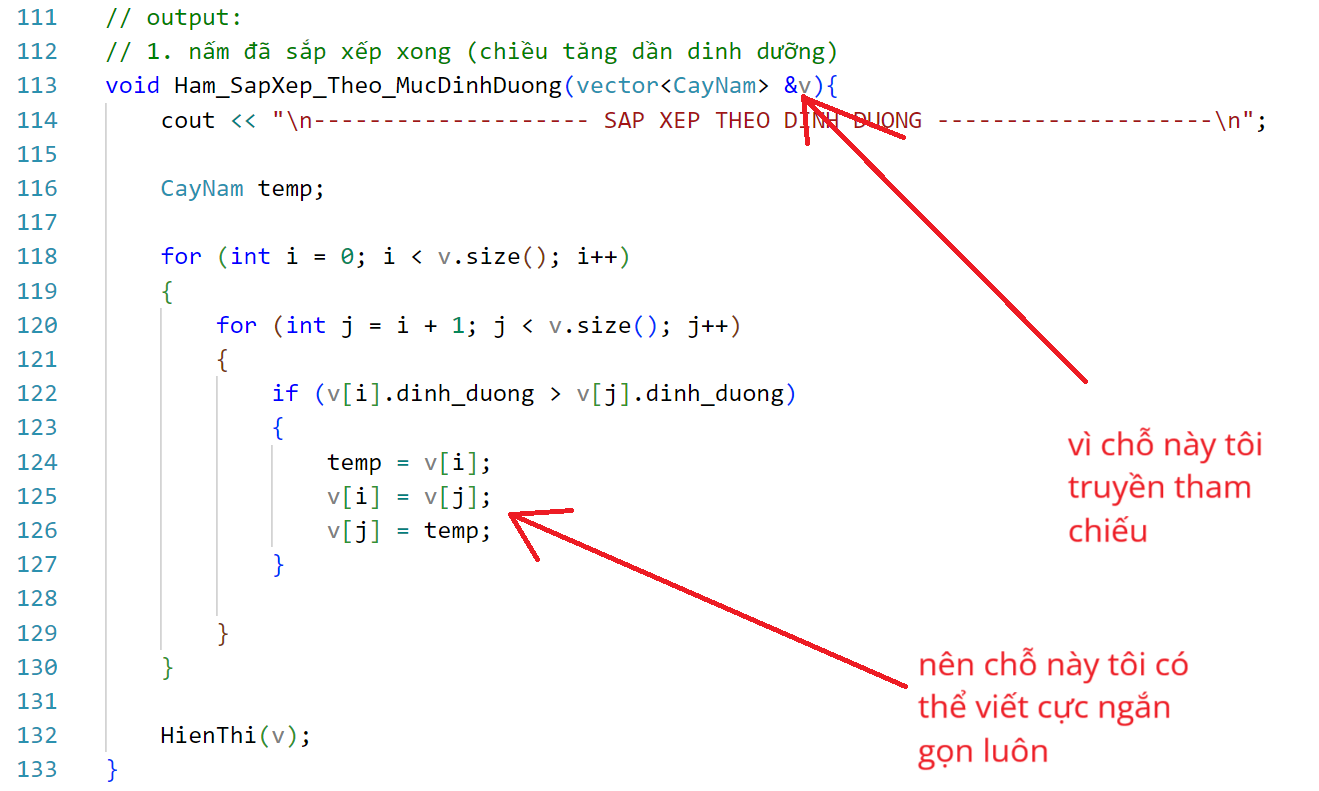 111 // output:
112 // 1. nấm đã sắp xếp xong (chiều tăng dần dinh dưỡng)
113 void Ham_SapXep_Theo_MucDinhDuong(vector<CayNam> &v){
114 cout << "\n-------------------- SAP XEP THEO DINH DUONG --------------------\n";
115
116 CayNam temp;
117
118 for (int i = 0; i < v.size(); i++)
119 {
120 for (int j = i + 1; j < v.size(); j++)
121 {
122 if (v[i].dinh_duong > v[j].dinh_duong)
123 {
124 temp = v[i];
125 v[i] = v[j];
126 v[j] = temp;
127 }
128
129 }
130 }
131
132 HienThi(v);
133 }
vì chỗ này tôi
truyền tham
chiếu
nên chỗ này tôi có
thể viết cực ngắn
gọn luôn